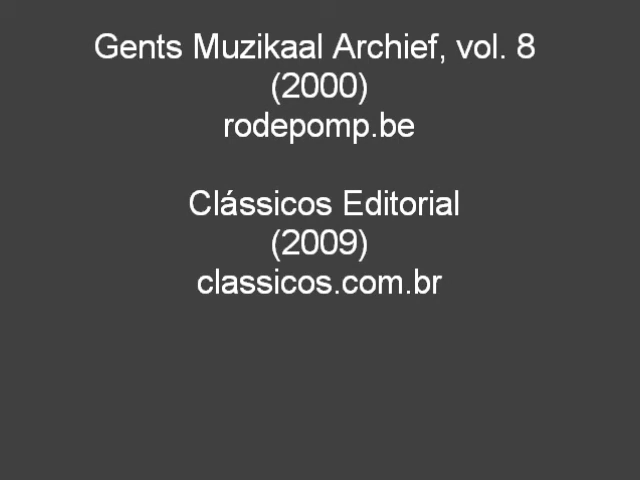 Gents Muzikaal Archief, vol. 8
(2000)
rodepomp.be
Clássicos Editorial
(2009)
classicos.com.br